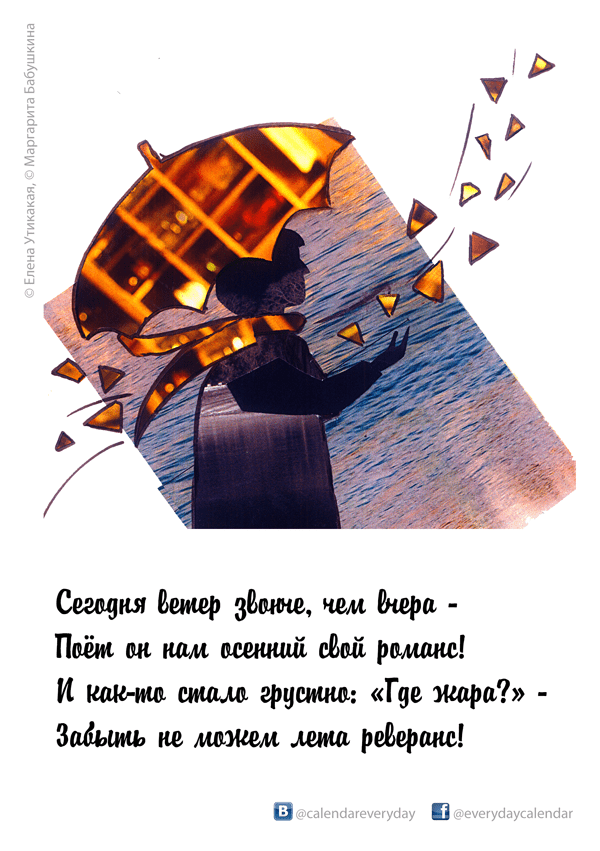 © Елена Утикакая, © Маргарита Бабушкина
Сегодня ветер звонче, чем вчера -
Поёт он нам осенний свой романс!
И как-то стало грустно: «Где жара?» -
Забыть не можем лета реверанс!
@calendareveryday @everydaycalendar